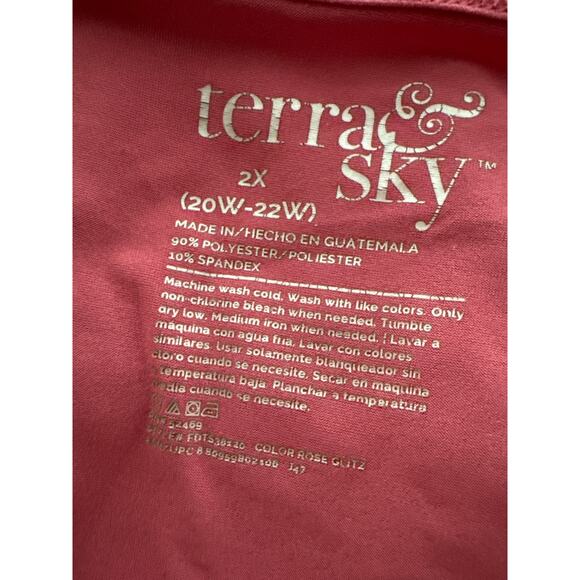 terra &
sky™
2X
(20W-22W)
MADE IN/HECHO EN GUATEMALA
90% POLYESTER/POLIESTER
10% SPANDEX
Machine wash cold. Wash with like colors. Only
non-chlorine bleach when needed. Tumble
dry low. Medium iron when needed. / Lavar a
máquina con agua fria. Lavar con colores
similares. Usar solamente blanqueador sin
cloro cuando se necesite. Secar en maquina
temperatura baja. Planchar a temperatura
media cuando se necesite.
52469
COLOR ROSE GLITZ
J47